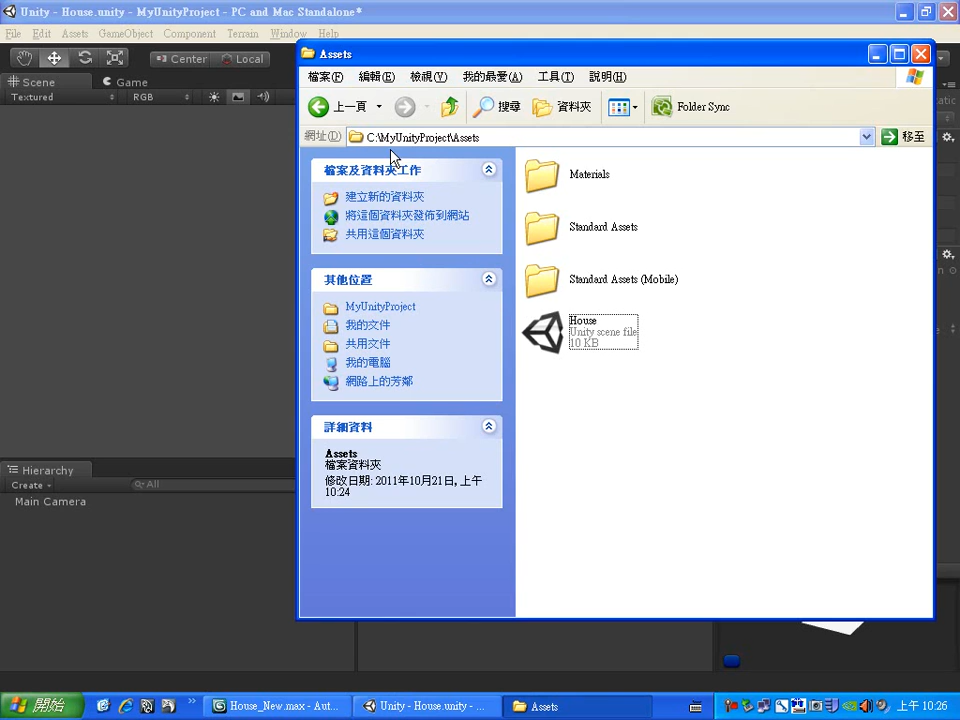 Unity - House.unity - MyUnityProject - PC and Mac Standalone*
File Edit Assets GameObject Component Terrain Window Help
Center Local
Scene Game
Textured RGB
Assets
檔案(F) 編輯(E) 檢視(V) 我的最愛(A) 工具(T) 說明(H)
上一頁 搜尋 資料夾 Folder Sync
網址(D) C:\MyUnityProject\Assets 移至
檔案及資料夾工作
建立新的資料夾
將這個資料夾發佈到網站
共用這個資料夾
其他位置
MyUnityProject
我的文件
共用文件
我的電腦
網路上的芳鄰
詳細資料
Assets
檔案資料夾
修改日期: 2011年10月21日, 上午
10:24
Materials
Standard Assets
Standard Assets (Mobile)
House
Unity scene file
10 KB
Hierarchy
Create All
Main Camera
開始 House_New.max - Aut... Unity - House.unity - ... Assets 上午 10:26